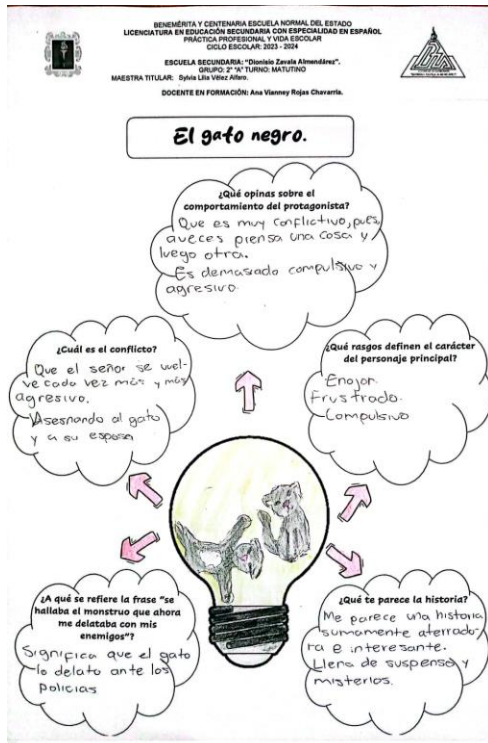 BENEMÉRITA Y CENTENARIA ESCUELA NORMAL DEL ESTADO
LICENCIATURA EN EDUCACIÓN SECUNDARIA CON ESPECIALIDAD EN ESPAÑOL
PRÁCTICA PROFESIONAL Y VIDA ESCOLAR
CICLO ESCOLAR: 2023 - 2024
ESCUELA SECUNDARIA: "Dionisio Zavala Almendárez".
GRUPO: 2° "A" TURNO: MATUTINO
MAESTRA TITULAR: Sylvia Lilia Vélez Alfaro.
DOCENTE EN FORMACIÓN: Ana Vianney Rojas Chavarría.
El gato negro.
¿Qué opinas sobre el
comportamiento del protagonista?
Que es muy conflictivo, pues,
aveces piensa una cosa y
luego otra.
Es demasiado compulsivo y
agresivo.
¿Cuál es el conflicto?
Que el señor se vuel-
ve cada vez más y más
agresivo.
Asesnando al gato
y a su esposa
¿Qué rasgos definen el carácter
del personaje principal?
Enojon.
Frustrado.
Compulsivo
¿A qué se refiere la frase "se
hallaba el monstruo que ahora
me delataba con mis
enemigos"?
Significa que el gato
lo delato ante los
policias
¿Qué te parece la historia?
Me parece una historia
sumamente aterrado-
ra e interesante.
Llena de suspenso y
misterios.